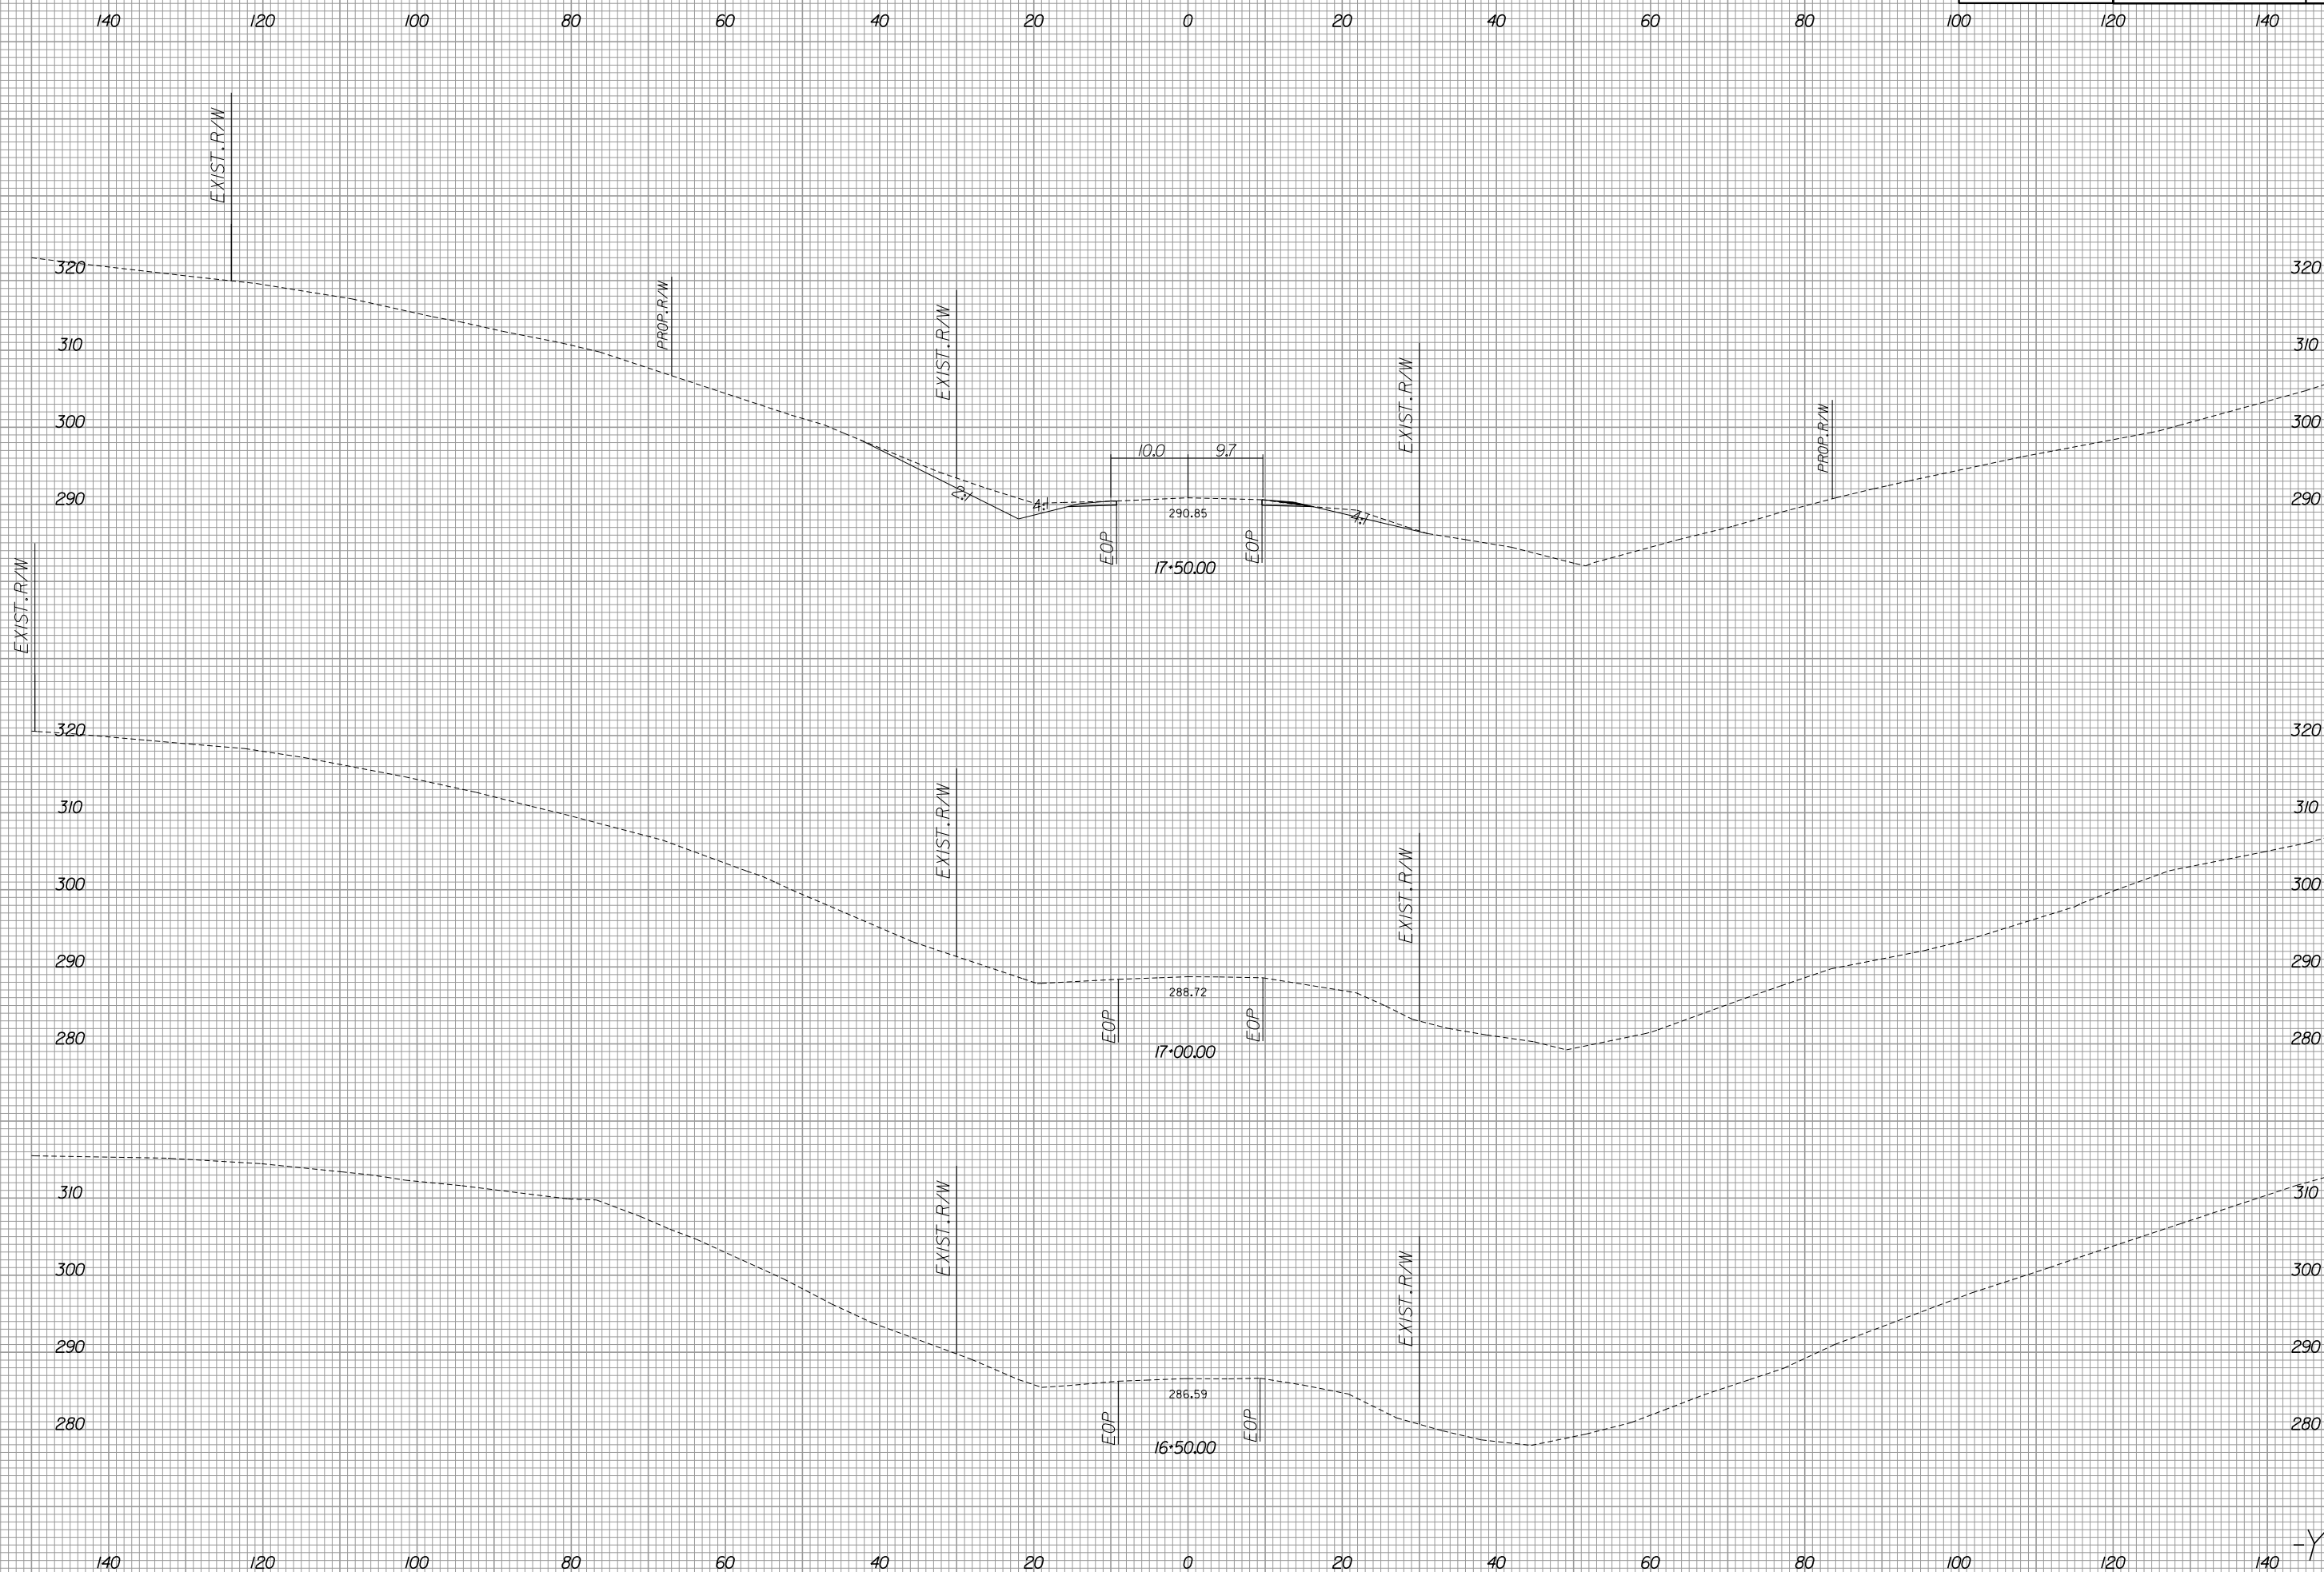 140 120 100 80 60 40 20 0 20 40 60 80 100 120 140
EXIST. R/W
320 320
PROP. R/W
EXIST. R/W
310 310
EXIST. R/W
300 300
PROP. R/W
10.0 9.7
290 2:1 4:1 290.85 4:1 290
EOP EOP
17+50.00
EXIST. R/W
320 320
EXIST. R/W
310 310
EXIST. R/W
300 300
290 290
288.72
EOP EOP
280 280
17+00.00
310 310
EXIST. R/W
EXIST. R/W
300 300
290 290
286.59
EOP EOP
280 280
16+50.00
-Y
140 120 100 80 60 40 20 0 20 40 60 80 100 120 140